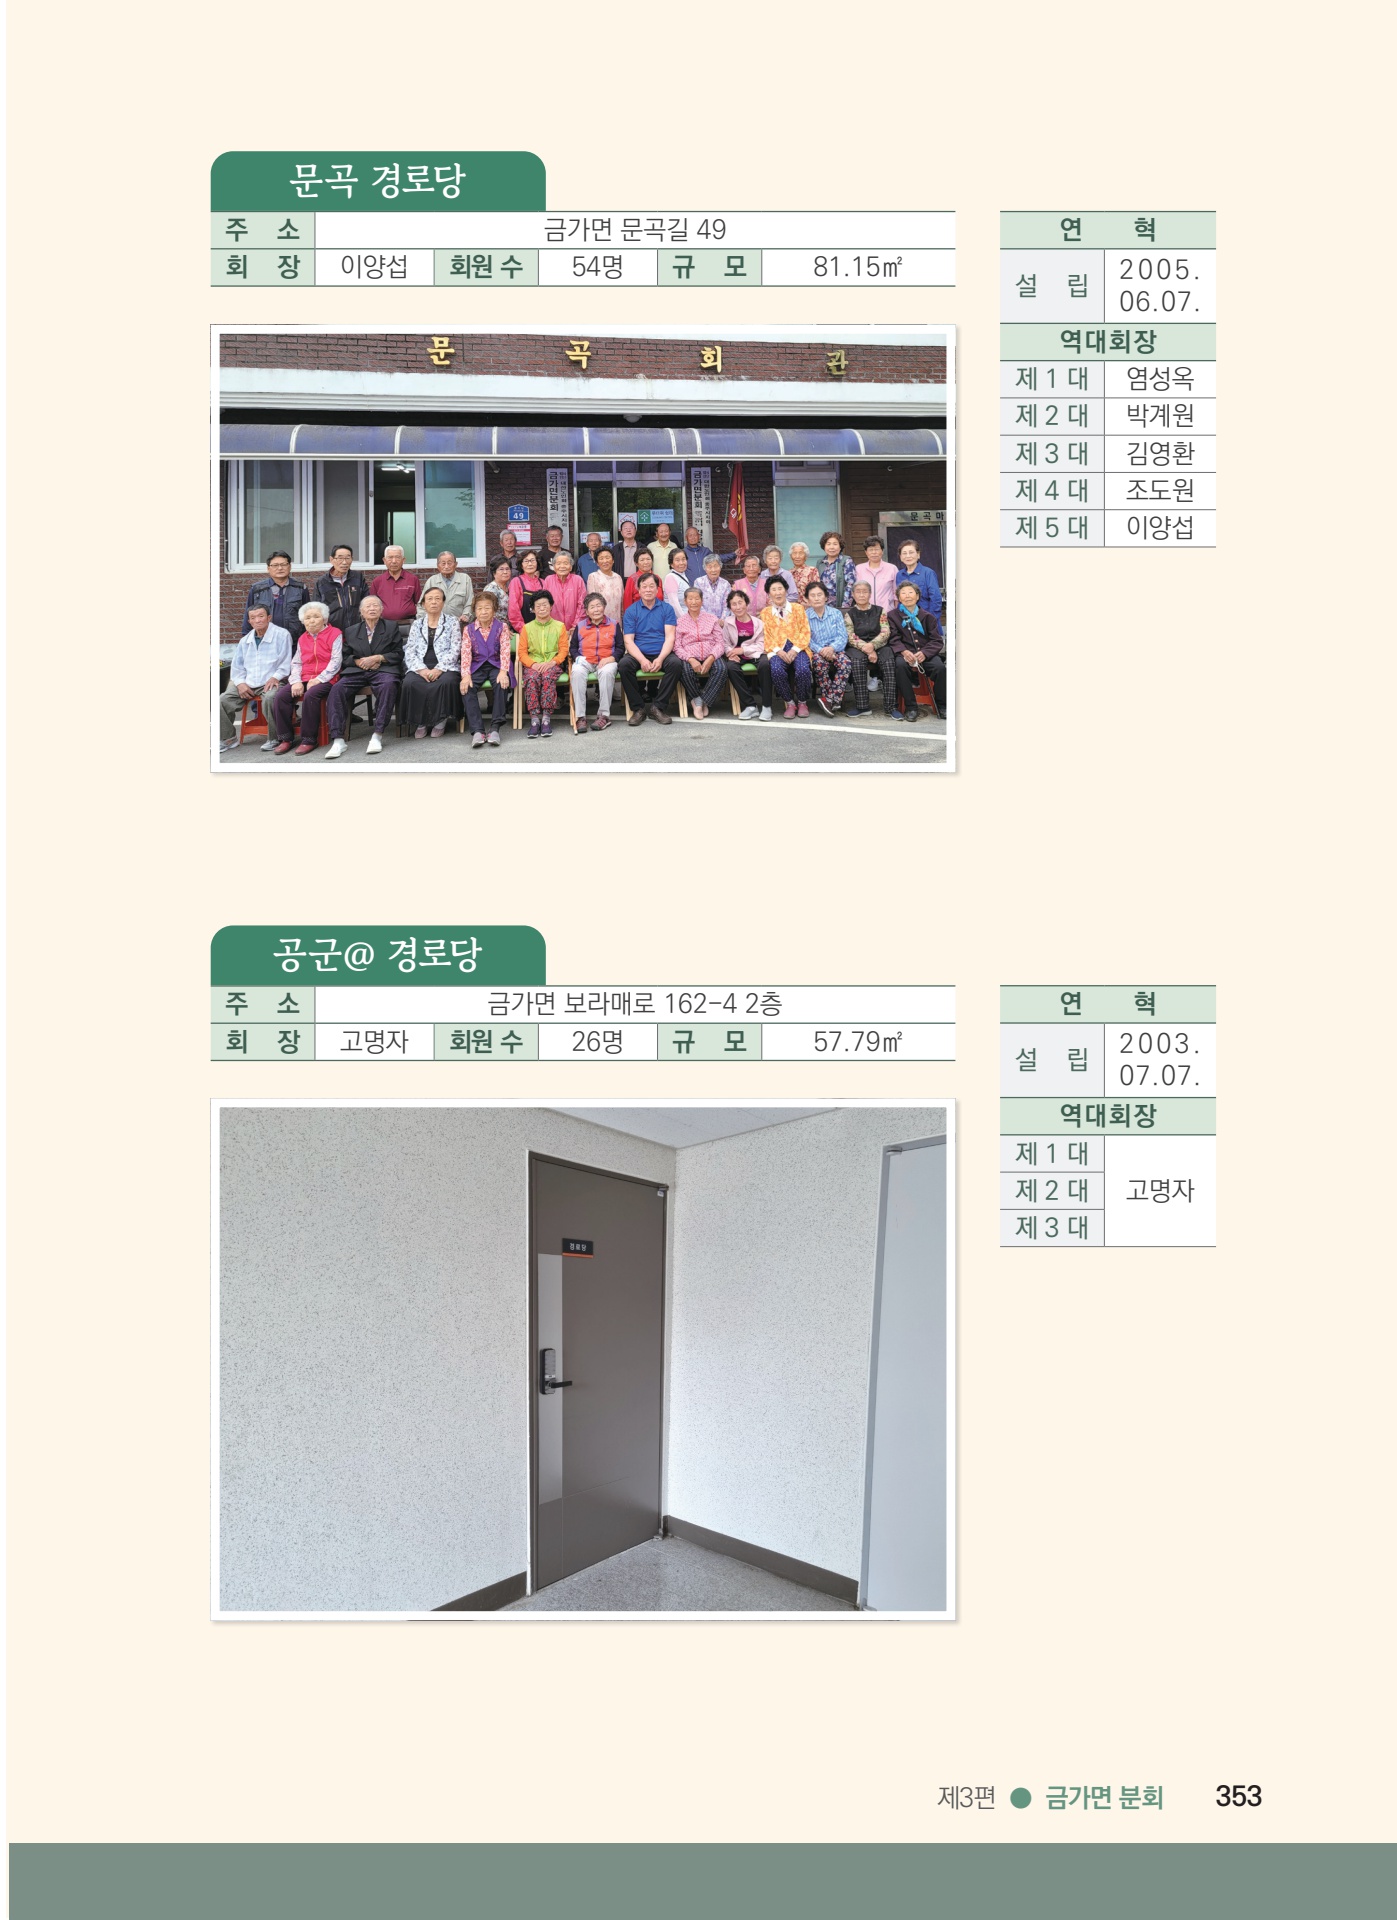 문곡 경로당
주 소 금가면 문곡길 49
회 장 이양섭 회원 수 54명 규 모 81.15㎡
연 혁
설 립 2005.
06.07.
역대회장
제 1 대 염성옥
제 2 대 박계원
제 3 대 김영환
제 4 대 조도원
제 5 대 이양섭
문 곡 회 관
금가면분회
49
문곡마
공군@ 경로당
주 소 금가면 보라매로 162-4 2층
회 장 고명자 회원 수 26명 규 모 57.79㎡
연 혁
설 립 2003.
07.07.
역대회장
제 1 대
제 2 대 고명자
제 3 대
경로당
제3편 ● 금가면 분회 353